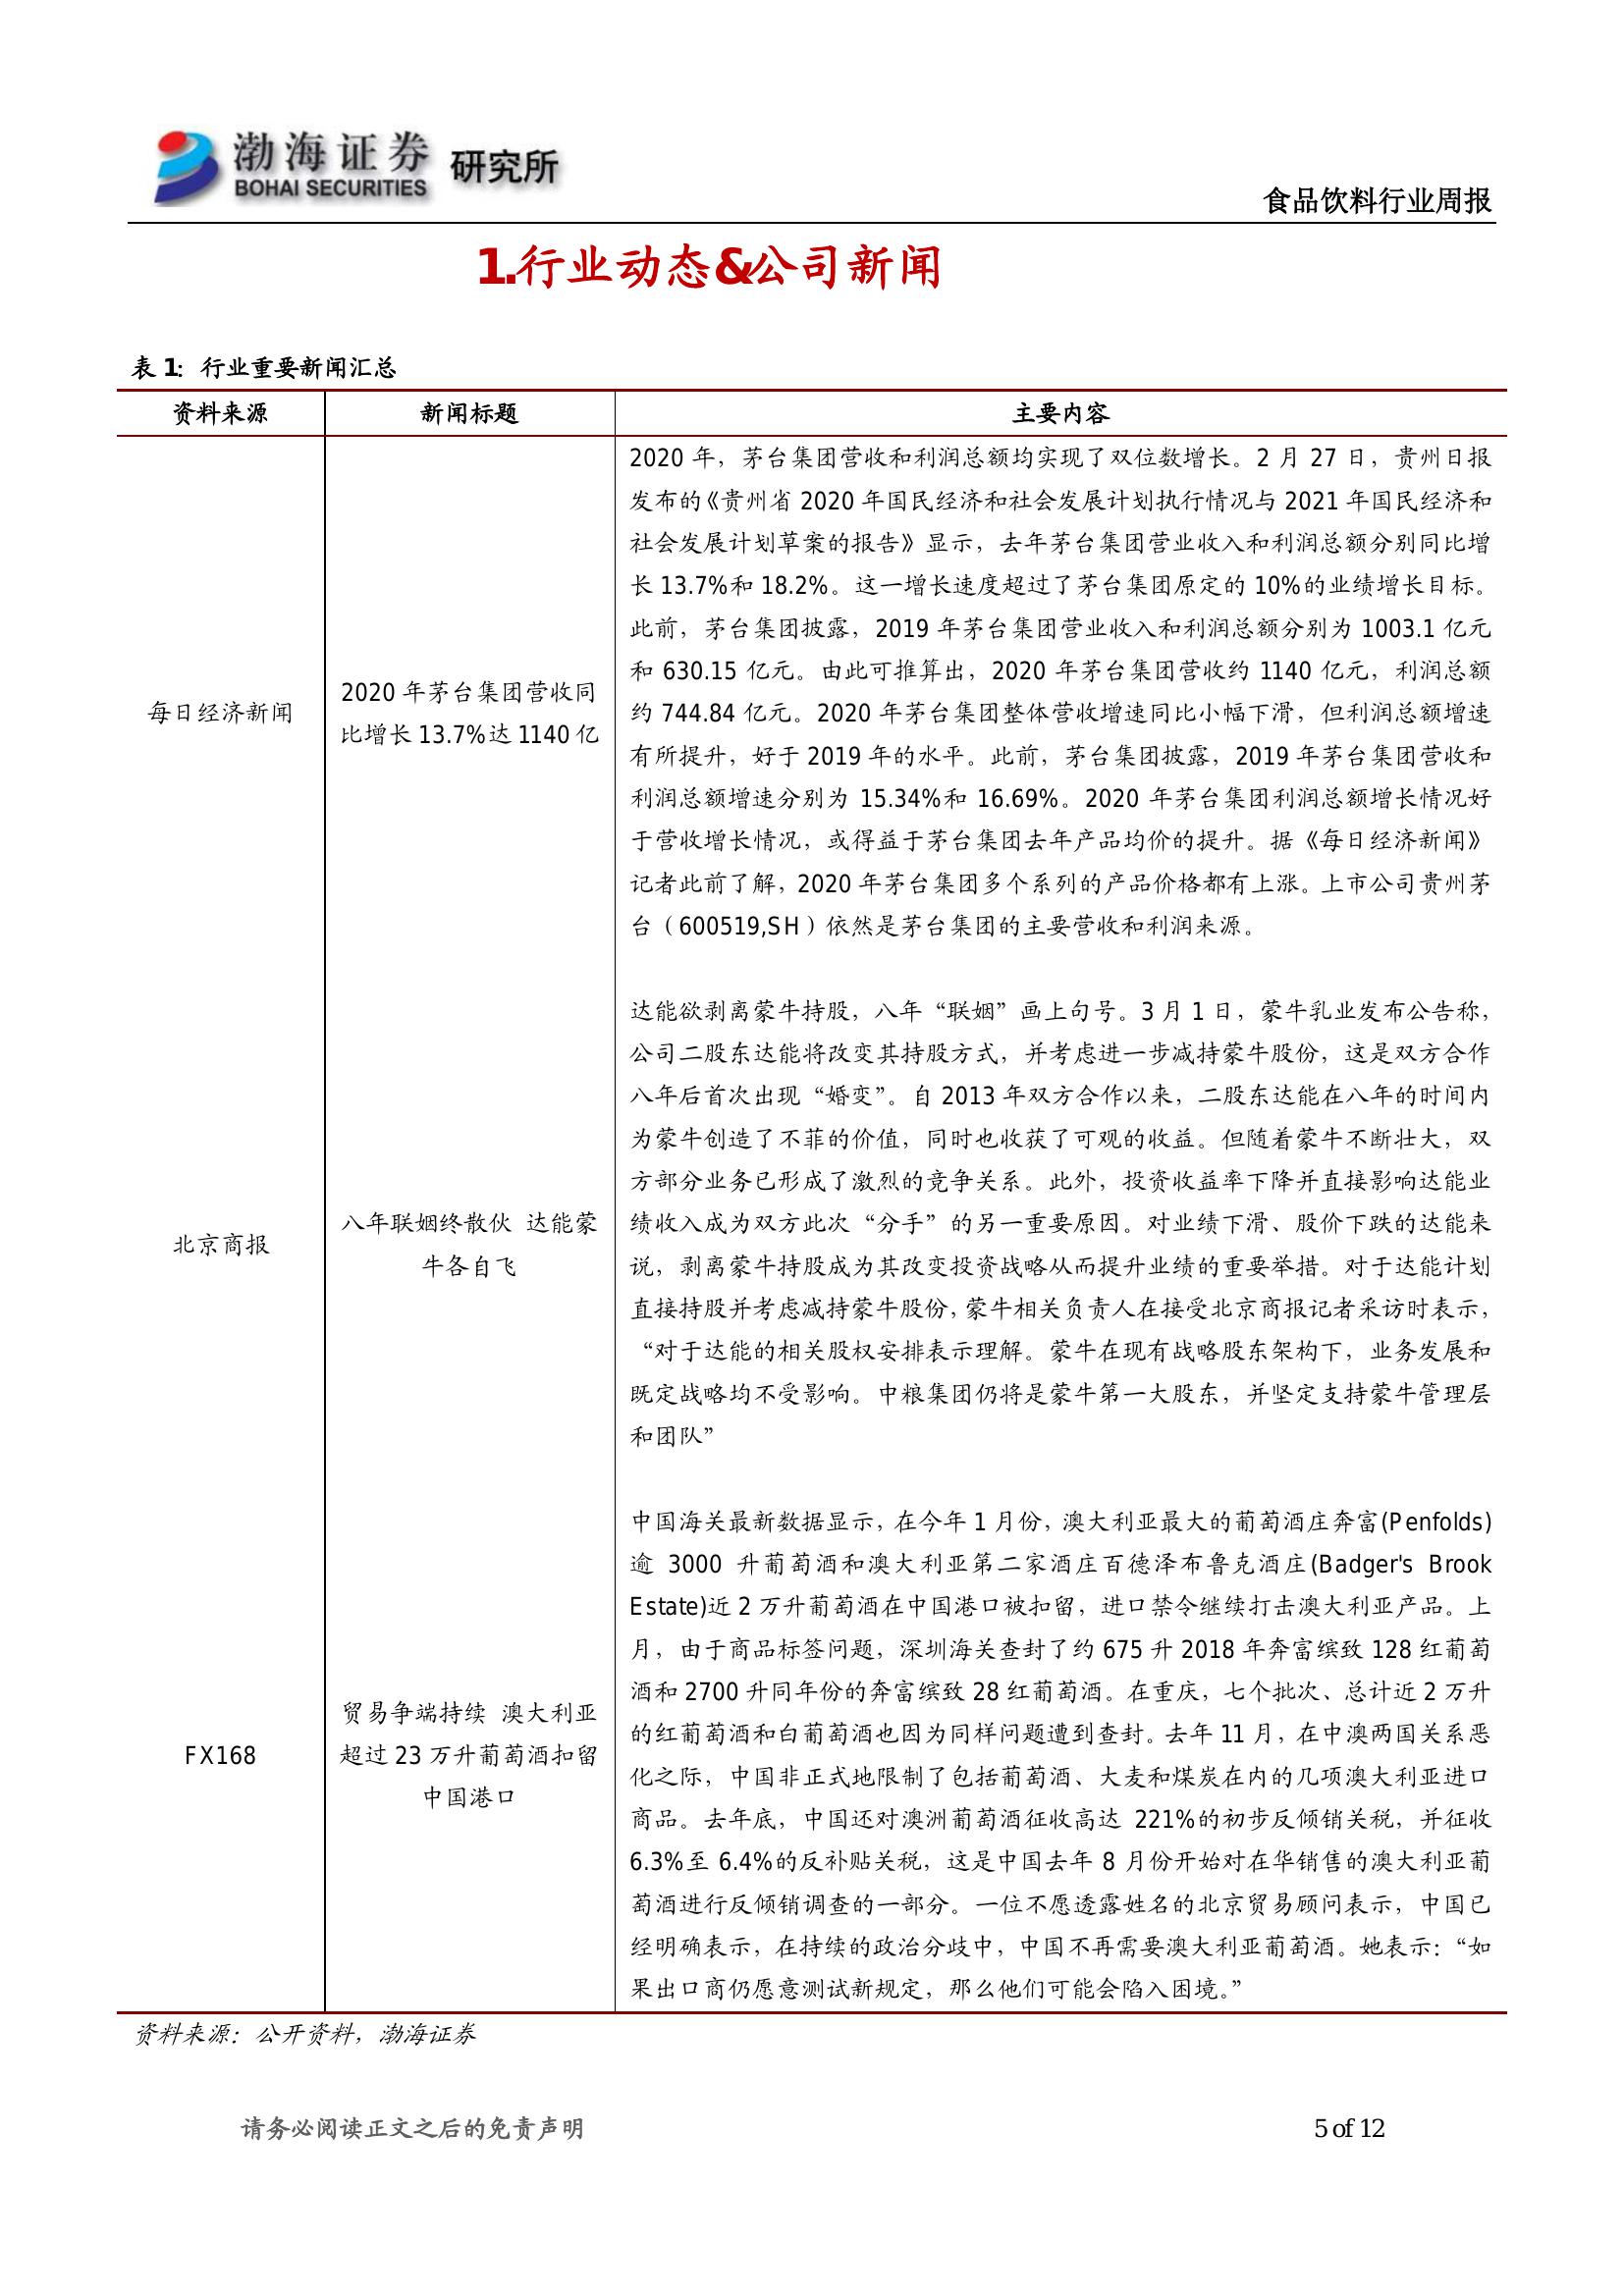 渤海证券 研究所
BOHAI SECURITIES
食品饮料行业周报
1.行业动态&公司新闻
表 1：行业重要新闻汇总
资料来源 新闻标题 主要内容
每日经济新闻
2020 年茅台集团营收同
比增长 13.7%达 1140 亿
2020 年，茅台集团营收和利润总额均实现了双位数增长。2 月 27 日，贵州日报
发布的《贵州省 2020 年国民经济和社会发展计划执行情况与 2021 年国民经济和
社会发展计划草案的报告》显示，去年茅台集团营业收入和利润总额分别同比增
长 13.7%和 18.2%。这一增长速度超过了茅台集团原定的 10%的业绩增长目标。
此前，茅台集团披露，2019 年茅台集团营业收入和利润总额分别为 1003.1 亿元
和 630.15 亿元。由此可推算出，2020 年茅台集团营收约 1140 亿元，利润总额
约 744.84 亿元。2020 年茅台集团整体营收增速同比小幅下滑，但利润总额增速
有所提升，好于 2019 年的水平。此前，茅台集团披露，2019 年茅台集团营收和
利润总额增速分别为 15.34%和 16.69%。2020 年茅台集团利润总额增长情况好
于营收增长情况，或得益于茅台集团去年产品均价的提升。据《每日经济新闻》
记者此前了解，2020 年茅台集团多个系列的产品价格都有上涨。上市公司贵州茅
台（600519,SH）依然是茅台集团的主要营收和利润来源。
北京商报
八年联姻终散伙 达能蒙
牛各自飞
达能欲剥离蒙牛持股，八年“联姻”画上句号。3 月 1 日，蒙牛乳业发布公告称，
公司二股东达能将改变其持股方式，并考虑进一步减持蒙牛股份，这是双方合作
八年后首次出现“婚变”。自 2013 年双方合作以来，二股东达能在八年的时间内
为蒙牛创造了不菲的价值，同时也收获了可观的收益。但随着蒙牛不断壮大，双
方部分业务已形成了激烈的竞争关系。此外，投资收益率下降并直接影响达能业
绩收入成为双方此次“分手”的另一重要原因。对业绩下滑、股价下跌的达能来
说，剥离蒙牛持股成为其改变投资战略从而提升业绩的重要举措。对于达能计划
直接持股并考虑减持蒙牛股份，蒙牛相关负责人在接受北京商报记者采访时表示，
“对于达能的相关股权安排表示理解。蒙牛在现有战略股东架构下，业务发展和
既定战略均不受影响。中粮集团仍将是蒙牛第一大股东，并坚定支持蒙牛管理层
和团队”
FX168
贸易争端持续 澳大利亚
超过 23 万升葡萄酒扣留
中国港口
中国海关最新数据显示，在今年 1 月份，澳大利亚最大的葡萄酒庄奔富(Penfolds)
逾 3000 升葡萄酒和澳大利亚第二家酒庄百德泽布鲁克酒庄(Badger's Brook
Estate)近 2 万升葡萄酒在中国港口被扣留，进口禁令继续打击澳大利亚产品。上
月，由于商品标签问题，深圳海关查封了约 675 升 2018 年奔富缤致 128 红葡萄
酒和 2700 升同年份的奔富缤致 28 红葡萄酒。在重庆，七个批次、总计近 2 万升
的红葡萄酒和白葡萄酒也因为同样问题遭到查封。去年 11 月，在中澳两国关系恶
化之际，中国非正式地限制了包括葡萄酒、大麦和煤炭在内的几项澳大利亚进口
商品。去年底，中国还对澳洲葡萄酒征收高达 221%的初步反倾销关税，并征收
6.3%至 6.4%的反补贴关税，这是中国去年 8 月份开始对在华销售的澳大利亚葡
萄酒进行反倾销调查的一部分。一位不愿透露姓名的北京贸易顾问表示，中国已
经明确表示，在持续的政治分歧中，中国不再需要澳大利亚葡萄酒。她表示：“如
果出口商仍愿意测试新规定，那么他们可能会陷入困境。”
资料来源：公开资料，渤海证券
请务必阅读正文之后的免责声明 5 of 12